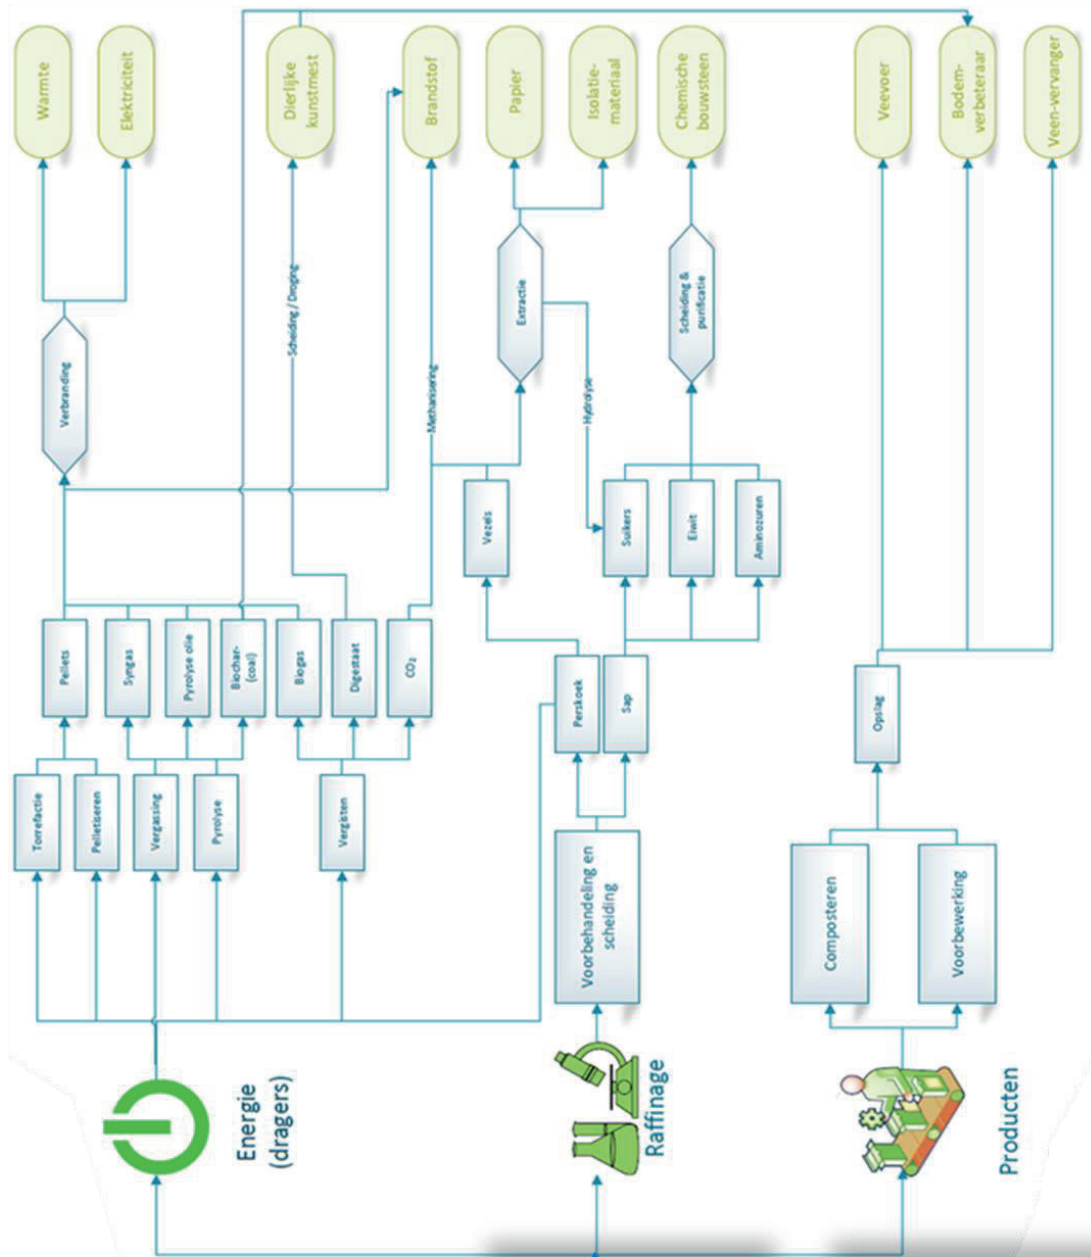 Warmte
Elektriciteit
Dierlijke
kunstmest
Brandstof
Papier
Isolatie-
materiaal
Chemische
bouwsteen
Veevoer
Bodem-
verbeteraar
Veen-vervanger
Verbranding
Scheiding / Droging
Methanisering
Extractie
Hydrolyse
Scheiding &
purificatie
Pellets
Syngas
Pyrolyse olie
Biochar-
(coal)
Biogas
Digestaat
CO₂
Vezels
Suikers
Eiwit
Aminozuren
Torrefactie
Pelletiseren
Vergassing
Pyrolyse
Vergisten
Perskoek
Sap
Opslag
Voorbehandeling en
scheiding
Composteren
Voorbewerking
Energie
(dragers)
Raffinage
Producten